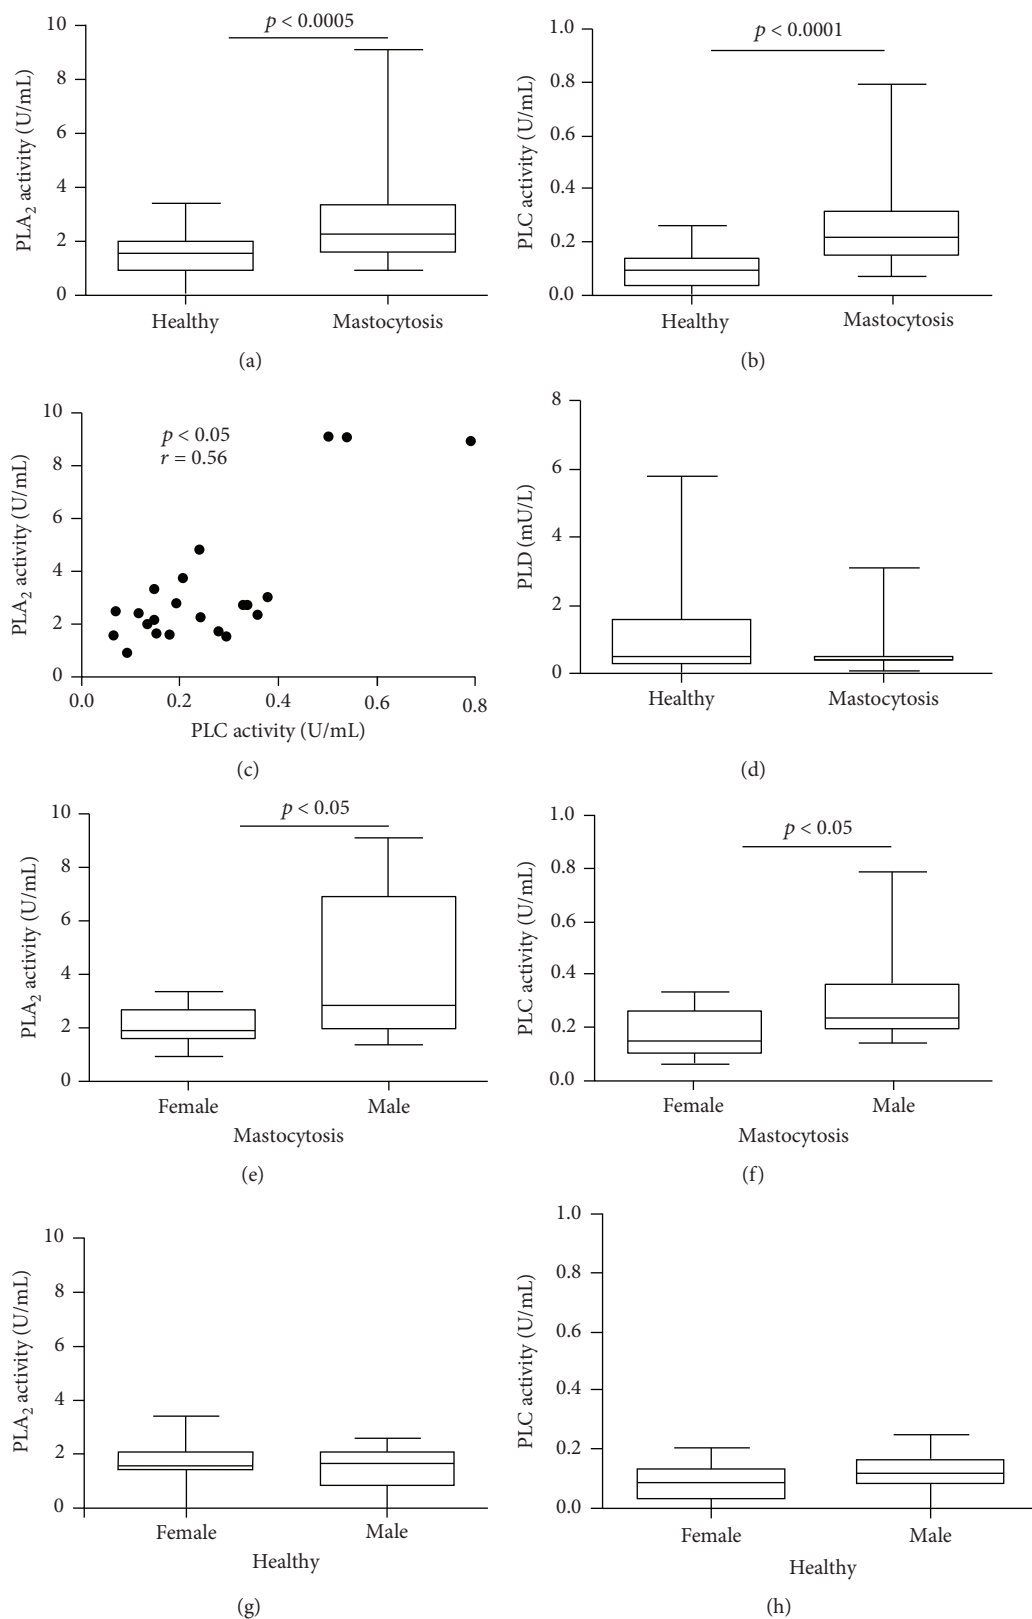 p < 0.0005
10
8
6
4
2
0
PLA2 activity (U/mL)
Healthy
Mastocytosis
(a)
p < 0.0001
1.0
0.8
0.6
0.4
0.2
0.0
PLC activity (U/mL)
Healthy
Mastocytosis
(b)
10
8
6
4
2
0
PLA2 activity (U/mL)
p < 0.05
r = 0.56
0.0
0.2
0.4
0.6
0.8
PLC activity (U/mL)
(c)
8
6
4
2
0
PLD (mU/L)
Healthy
Mastocytosis
(d)
p < 0.05
10
8
6
4
2
0
PLA2 activity (U/mL)
Female
Male
Mastocytosis
(e)
1.0
0.8
0.6
0.4
0.2
0.0
p < 0.05
PLC activity (U/mL)
Female
Male
Mastocytosis
(f)
10
8
6
4
2
0
PLA2 activity (U/mL)
Female
Male
Healthy
(g)
1.0
0.8
0.6
0.4
0.2
0.0
PLC activity (U/mL)
Female
Male
Healthy
(h)